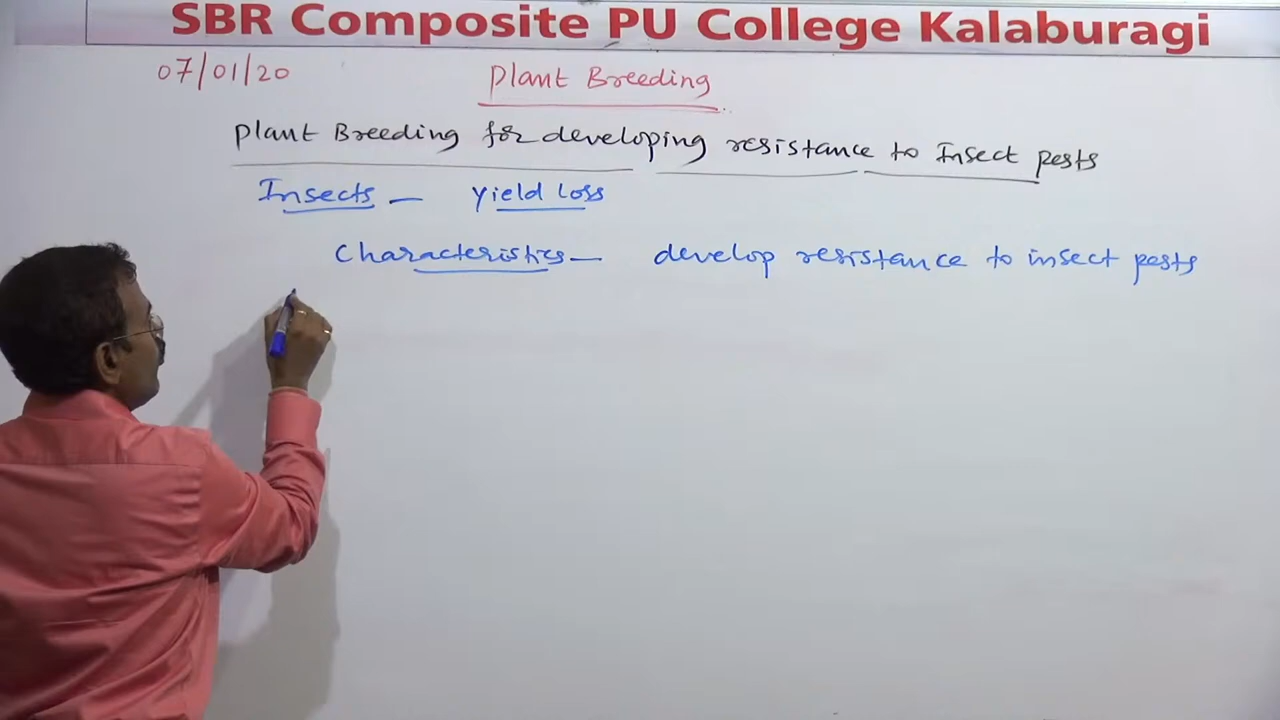 SBR Composite PU College Kalaburagi
07/01/20
Plant Breeding
Plant Breeding for developing resistance to Insect pests
Insects — Yield Loss
Characteristics — develop resistance to insect pests